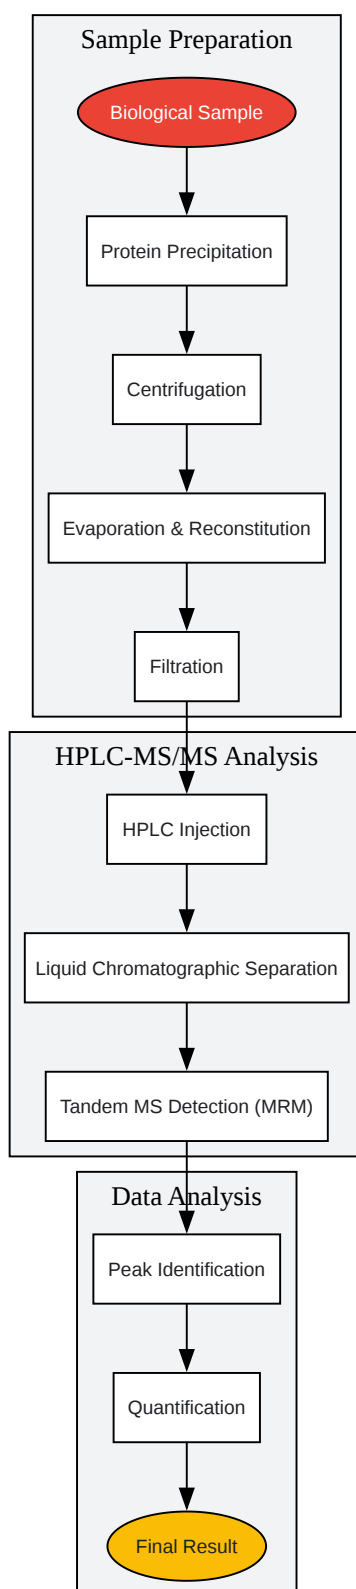 Sample Preparation
Biological Sample
Protein Precipitation
Centrifugation
Evaporation & Reconstitution
Filtration
HPLC-MS/MS Analysis
HPLC Injection
Liquid Chromatographic Separation
Tandem MS Detection (MRM)
Data Analysis
Peak Identification
Quantification
Final Result